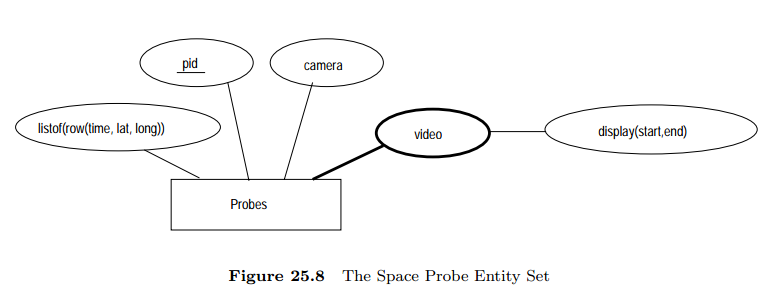 pid
camera
listof(row(time, lat, long))
video
display(start,end)
Probes
Figure 25.8 The Space Probe Entity Set